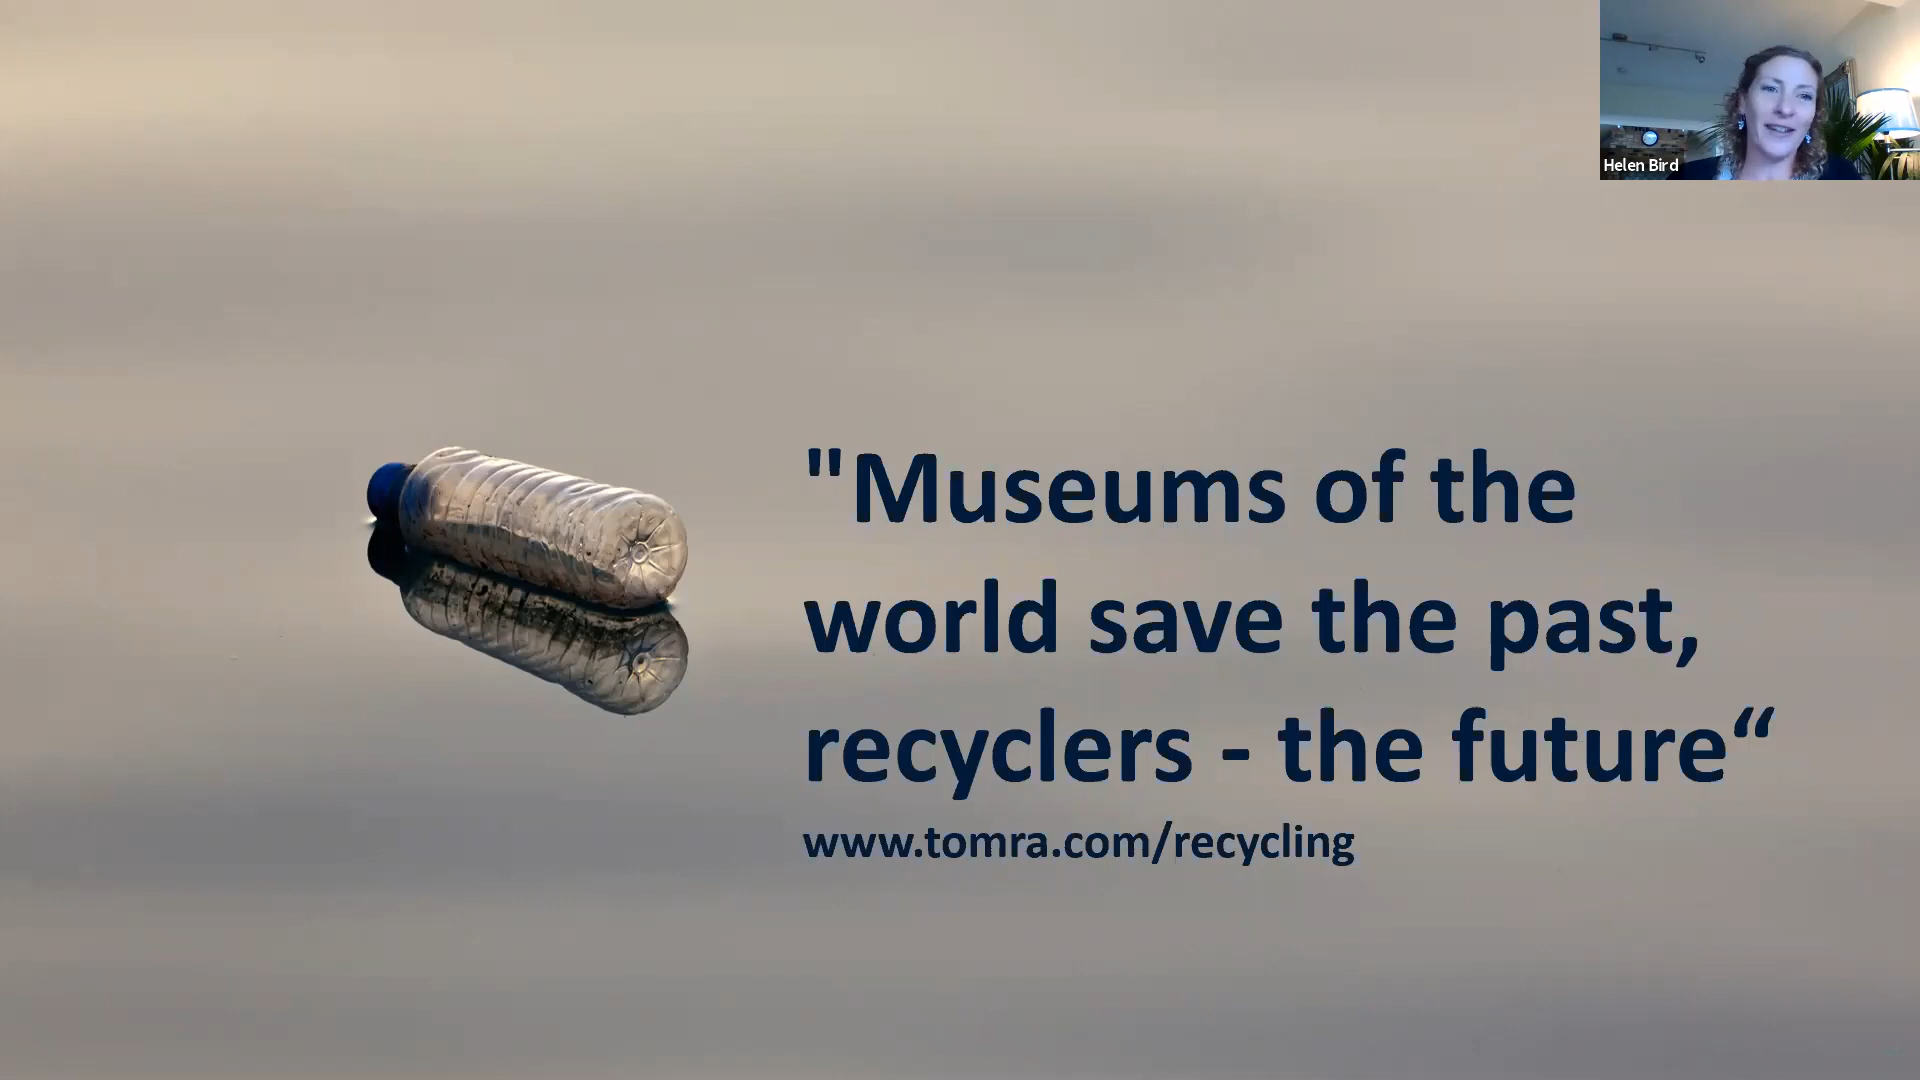 Helen Bird
"Museums of the
world save the past,
recyclers - the future“
www.tomra.com/recycling